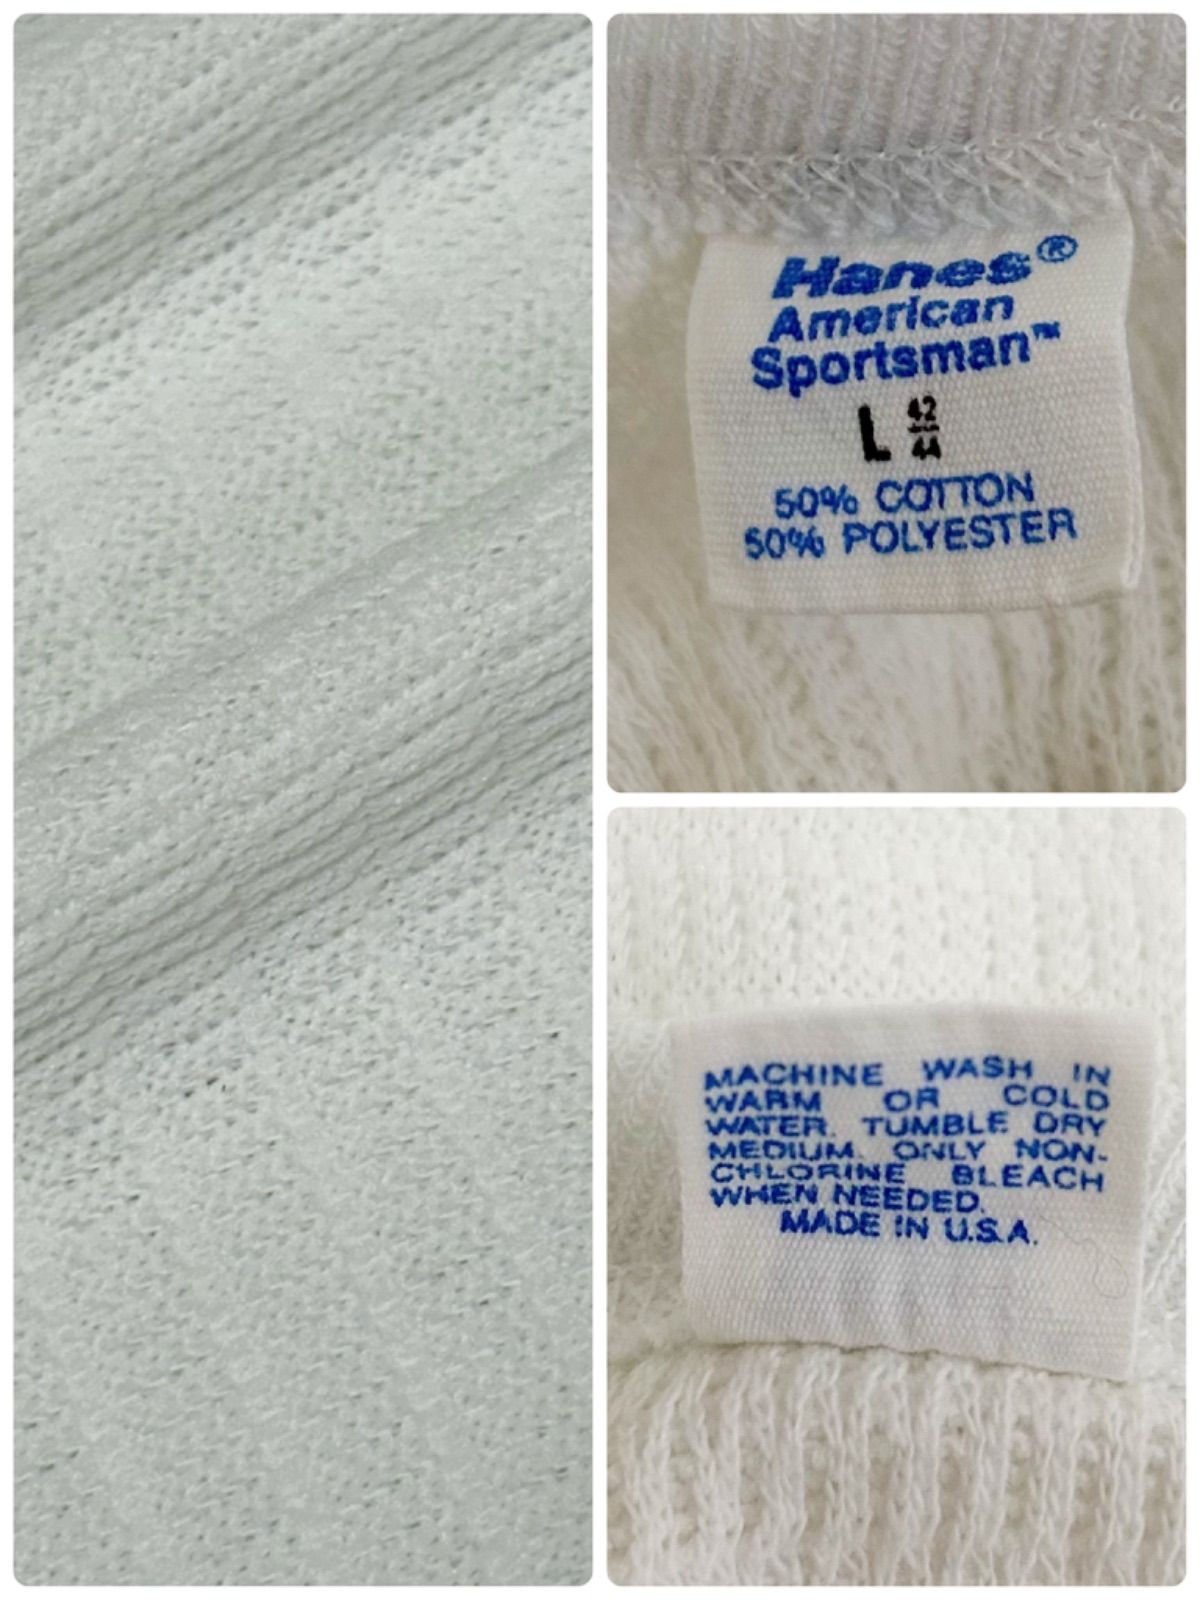 Hanes®
American
Sportsman™
L 42/44
50% COTTON
50% POLYESTER
MACHINE WASH IN
WARM OR COLD
WATER. TUMBLE DRY
MEDIUM. ONLY NON-
CHLORINE BLEACH
WHEN NEEDED.
MADE IN U.S.A.